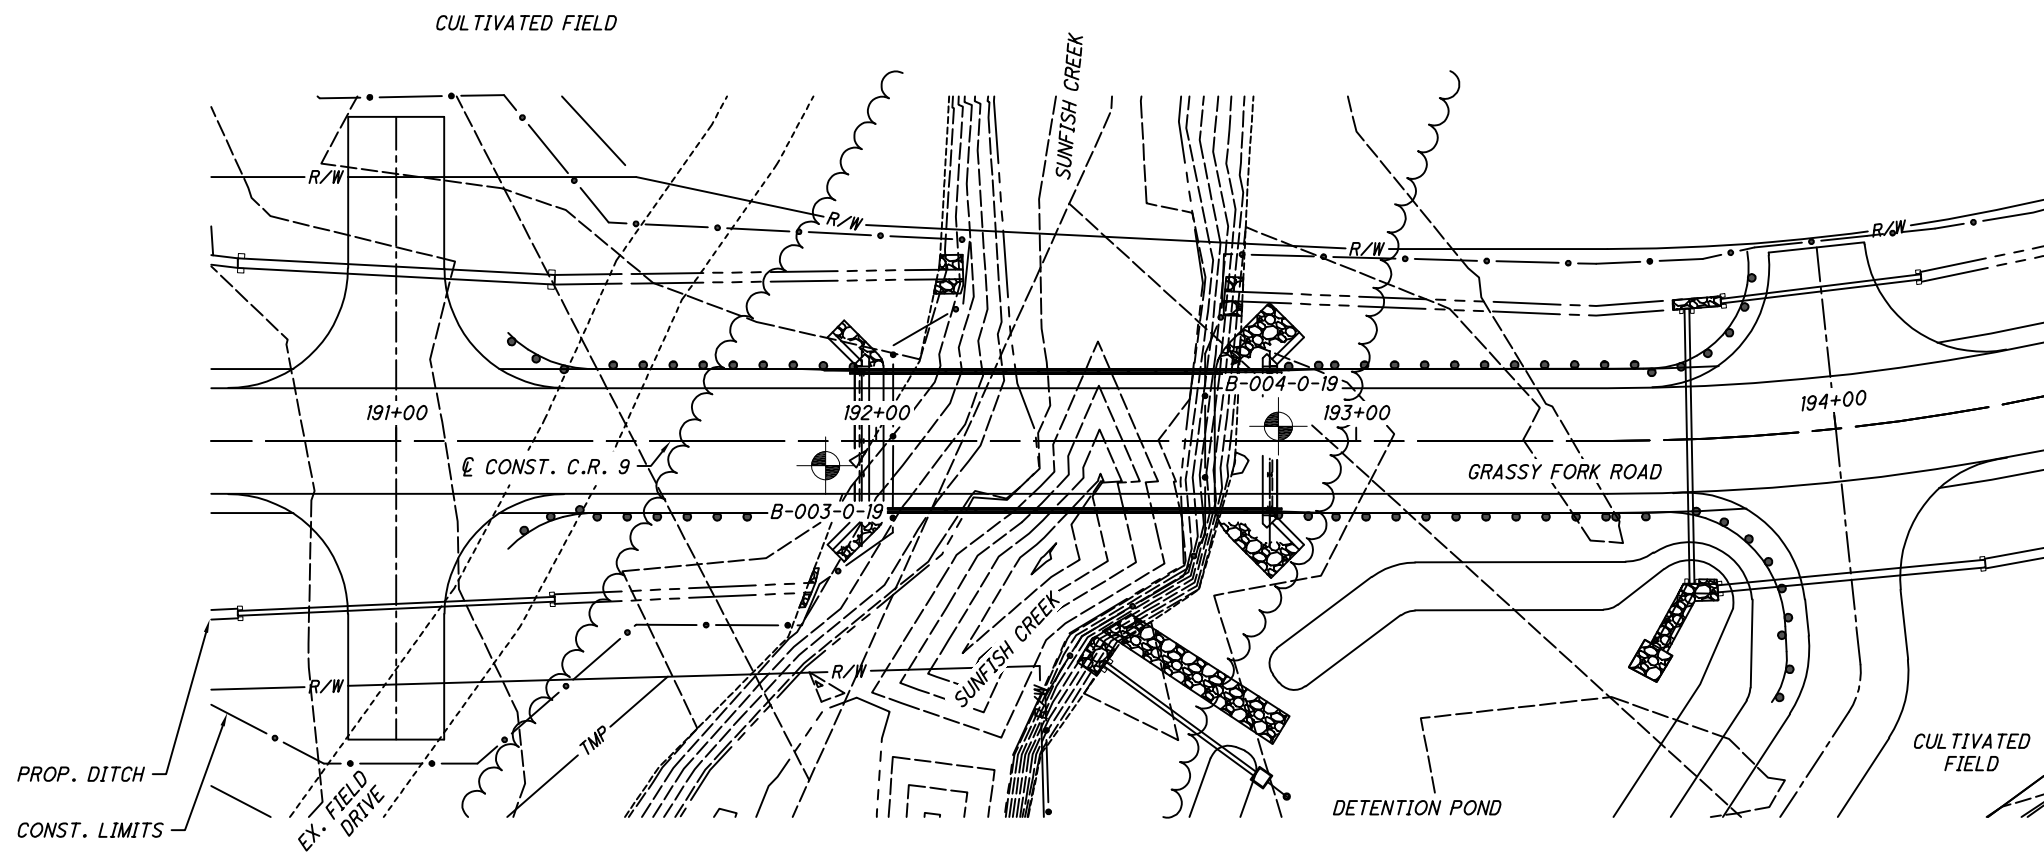 CULTIVATED FIELD
SUNFISH CREEK
R/W
R/W
R/W
R/W
B-004-0-19
191+00
192+00
193+00
194+00
℄ CONST. C.R. 9
GRASSY FORK ROAD
B-003-0-19
SUNFISH CREEK
R/W
R/W
TMP
PROP. DITCH
CONST. LIMITS
EX. FIELD
DRIVE
DETENTION POND
CULTIVATED
FIELD